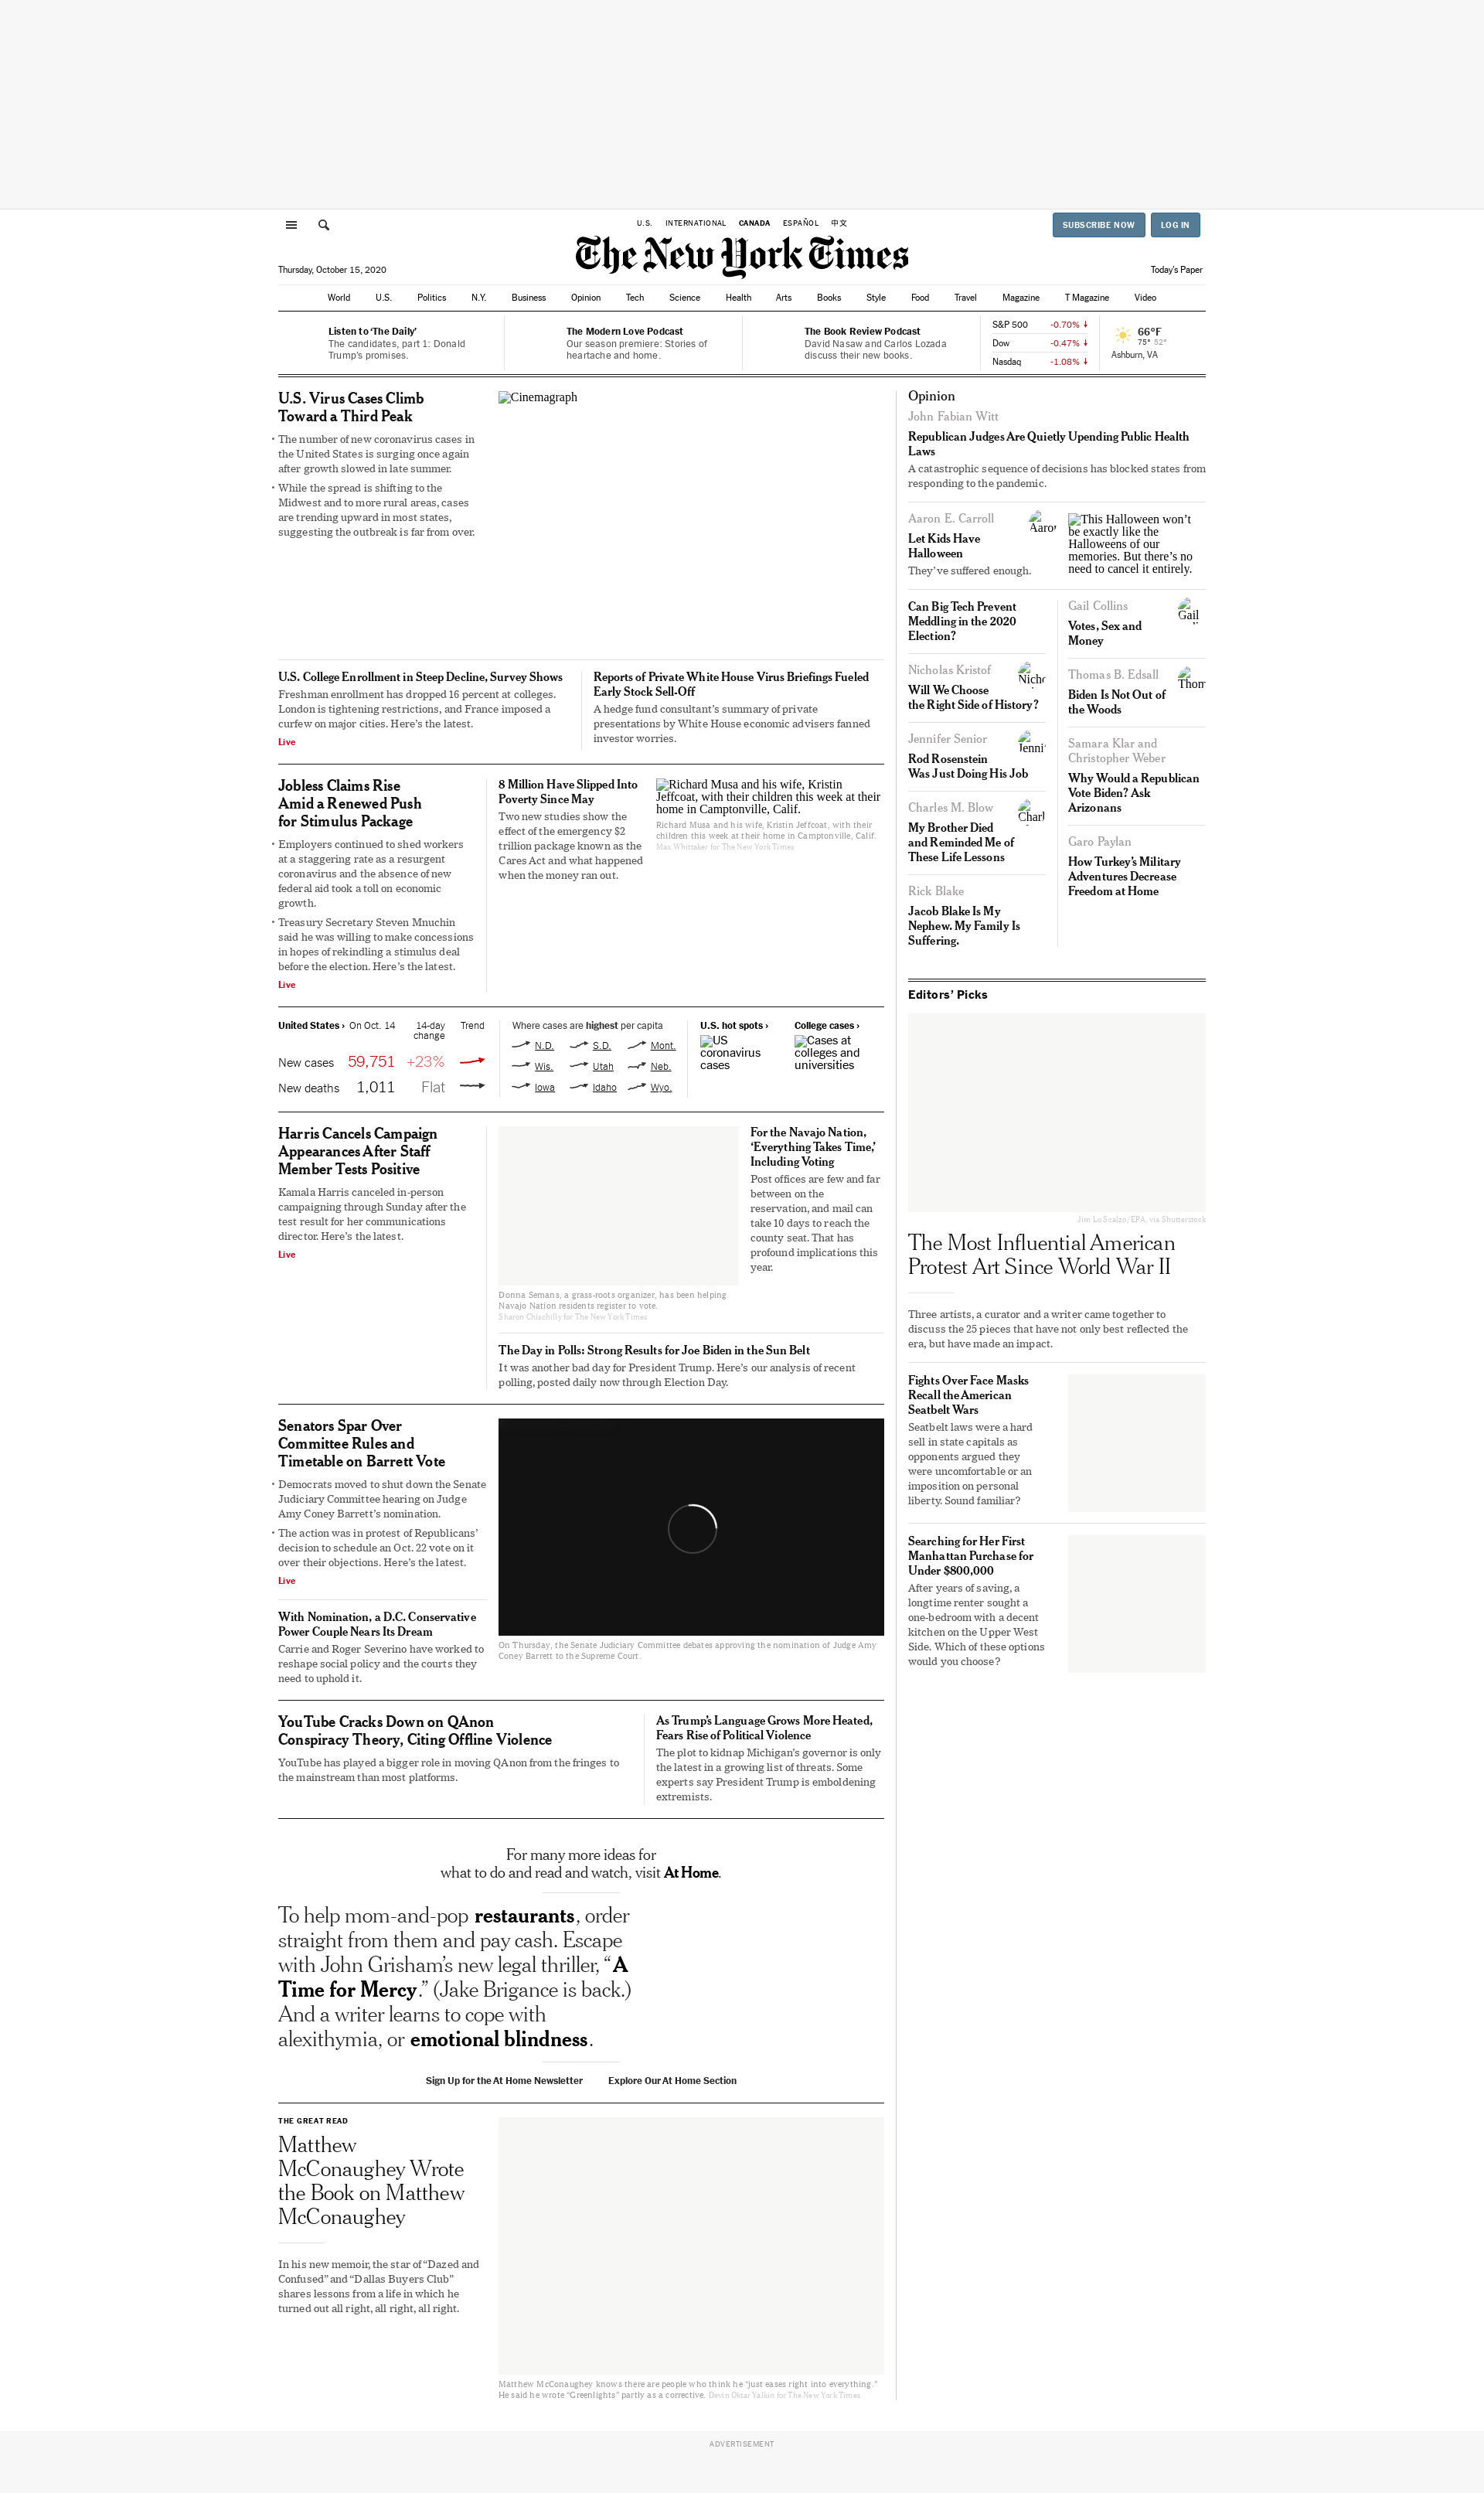 U.S. INTERNATIONAL CANADA ESPAÑOL 中文
SUBSCRIBE NOW LOG IN
The New York Times
Thursday, October 15, 2020
Today's Paper
World U.S. Politics N.Y. Business Opinion Tech Science Health Arts Books Style Food Travel Magazine T Magazine Video
Listen to ‘The Daily’
The candidates, part 1: Donald
Trump’s promises.
The Modern Love Podcast
Our season premiere: Stories of
heartache and home.
The Book Review Podcast
David Nasaw and Carlos Lozada
discuss their new books.
S&P 500 -0.70%
Dow -0.47%
Nasdaq -1.08%
66°F
75° 52°
Ashburn, VA
U.S. Virus Cases Climb
Toward a Third Peak
• The number of new coronavirus cases in
the United States is surging once again
after growth slowed in late summer.
• While the spread is shifting to the
Midwest and to more rural areas, cases
are trending upward in most states,
suggesting the outbreak is far from over.
Cinemagraph
U.S. College Enrollment in Steep Decline, Survey Shows
Freshman enrollment has dropped 16 percent at colleges.
London is tightening restrictions, and France imposed a
curfew on major cities. Here’s the latest.
Live
Reports of Private White House Virus Briefings Fueled
Early Stock Sell-Off
A hedge fund consultant’s summary of private
presentations by White House economic advisers fanned
investor worries.
Jobless Claims Rise
Amid a Renewed Push
for Stimulus Package
• Employers continued to shed workers
at a staggering rate as a resurgent
coronavirus and the absence of new
federal aid took a toll on economic
growth.
• Treasury Secretary Steven Mnuchin
said he was willing to make concessions
in hopes of rekindling a stimulus deal
before the election. Here’s the latest.
Live
8 Million Have Slipped Into
Poverty Since May
Two new studies show the
effect of the emergency $2
trillion package known as the
Cares Act and what happened
when the money ran out.
Richard Musa and his wife, Kristin
Jeffcoat, with their children this week at their
home in Camptonville, Calif.
Richard Musa and his wife, Kristin Jeffcoat, with their
children this week at their home in Camptonville, Calif.
Max Whittaker for The New York Times
United States › On Oct. 14 14-day
change Trend
New cases 59,751 +23%
New deaths 1,011 Flat
Where cases are highest per capita
N.D. S.D. Mont.
Wis. Utah Neb.
Iowa Idaho Wyo.
U.S. hot spots ›
US
coronavirus
cases
College cases ›
Cases at
colleges and
universities
Harris Cancels Campaign
Appearances After Staff
Member Tests Positive
Kamala Harris canceled in-person
campaigning through Sunday after the
test result for her communications
director. Here’s the latest.
Live
Donna Semans, a grass-roots organizer, has been helping
Navajo Nation residents register to vote.
Sharon Chischilly for The New York Times
For the Navajo Nation,
‘Everything Takes Time,’
Including Voting
Post offices are few and far
between on the
reservation, and mail can
take 10 days to reach the
county seat. That has
profound implications this
year.
The Day in Polls: Strong Results for Joe Biden in the Sun Belt
It was another bad day for President Trump. Here’s our analysis of recent
polling, posted daily now through Election Day.
Senators Spar Over
Committee Rules and
Timetable on Barrett Vote
• Democrats moved to shut down the Senate
Judiciary Committee hearing on Judge
Amy Coney Barrett’s nomination.
• The action was in protest of Republicans’
decision to schedule an Oct. 22 vote on it
over their objections. Here’s the latest.
Live
With Nomination, a D.C. Conservative
Power Couple Nears Its Dream
Carrie and Roger Severino have worked to
reshape social policy and the courts they
need to uphold it.
On Thursday, the Senate Judiciary Committee debates approving the nomination of Judge Amy
Coney Barrett to the Supreme Court.
YouTube Cracks Down on QAnon
Conspiracy Theory, Citing Offline Violence
YouTube has played a bigger role in moving QAnon from the fringes to
the mainstream than most platforms.
As Trump’s Language Grows More Heated,
Fears Rise of Political Violence
The plot to kidnap Michigan’s governor is only
the latest in a growing list of threats. Some
experts say President Trump is emboldening
extremists.
For many more ideas for
what to do and read and watch, visit At Home.
To help mom-and-pop restaurants, order
straight from them and pay cash. Escape
with John Grisham’s new legal thriller, “A
Time for Mercy.” (Jake Brigance is back.)
And a writer learns to cope with
alexithymia, or emotional blindness.
Sign Up for the At Home Newsletter Explore Our At Home Section
THE GREAT READ
Matthew
McConaughey Wrote
the Book on Matthew
McConaughey
In his new memoir, the star of “Dazed and
Confused” and “Dallas Buyers Club”
shares lessons from a life in which he
turned out all right, all right, all right.
Matthew McConaughey knows there are people who think he “just eases right into everything.”
He said he wrote “Greenlights” partly as a corrective. Devin Oktar Yalkin for The New York Times
Opinion
John Fabian Witt
Republican Judges Are Quietly Upending Public Health
Laws
A catastrophic sequence of decisions has blocked states from
responding to the pandemic.
Aaron E. Carroll
Let Kids Have
Halloween
They’ve suffered enough.
Aaron
This Halloween won’t
be exactly like the
Halloweens of our
memories. But there’s no
need to cancel it entirely.
Can Big Tech Prevent
Meddling in the 2020
Election?
Nicholas Kristof
Will We Choose
the Right Side of History?
Jennifer Senior
Rod Rosenstein
Was Just Doing His Job
Charles M. Blow
My Brother Died
and Reminded Me of
These Life Lessons
Rick Blake
Jacob Blake Is My
Nephew. My Family Is
Suffering.
Gail Collins
Gail
Votes, Sex and
Money
Thomas B. Edsall
Thom
Biden Is Not Out of
the Woods
Samara Klar and
Christopher Weber
Why Would a Republican
Vote Biden? Ask
Arizonans
Garo Paylan
How Turkey’s Military
Adventures Decrease
Freedom at Home
Editors’ Picks
Jim Lo Scalzo/EPA, via Shutterstock
The Most Influential American
Protest Art Since World War II
Three artists, a curator and a writer came together to
discuss the 25 pieces that have not only best reflected the
era, but have made an impact.
Fights Over Face Masks
Recall the American
Seatbelt Wars
Seatbelt laws were a hard
sell in state capitals as
opponents argued they
were uncomfortable or an
imposition on personal
liberty. Sound familiar?
Searching for Her First
Manhattan Purchase for
Under $800,000
After years of saving, a
longtime renter sought a
one-bedroom with a decent
kitchen on the Upper West
Side. Which of these options
would you choose?
ADVERTISEMENT